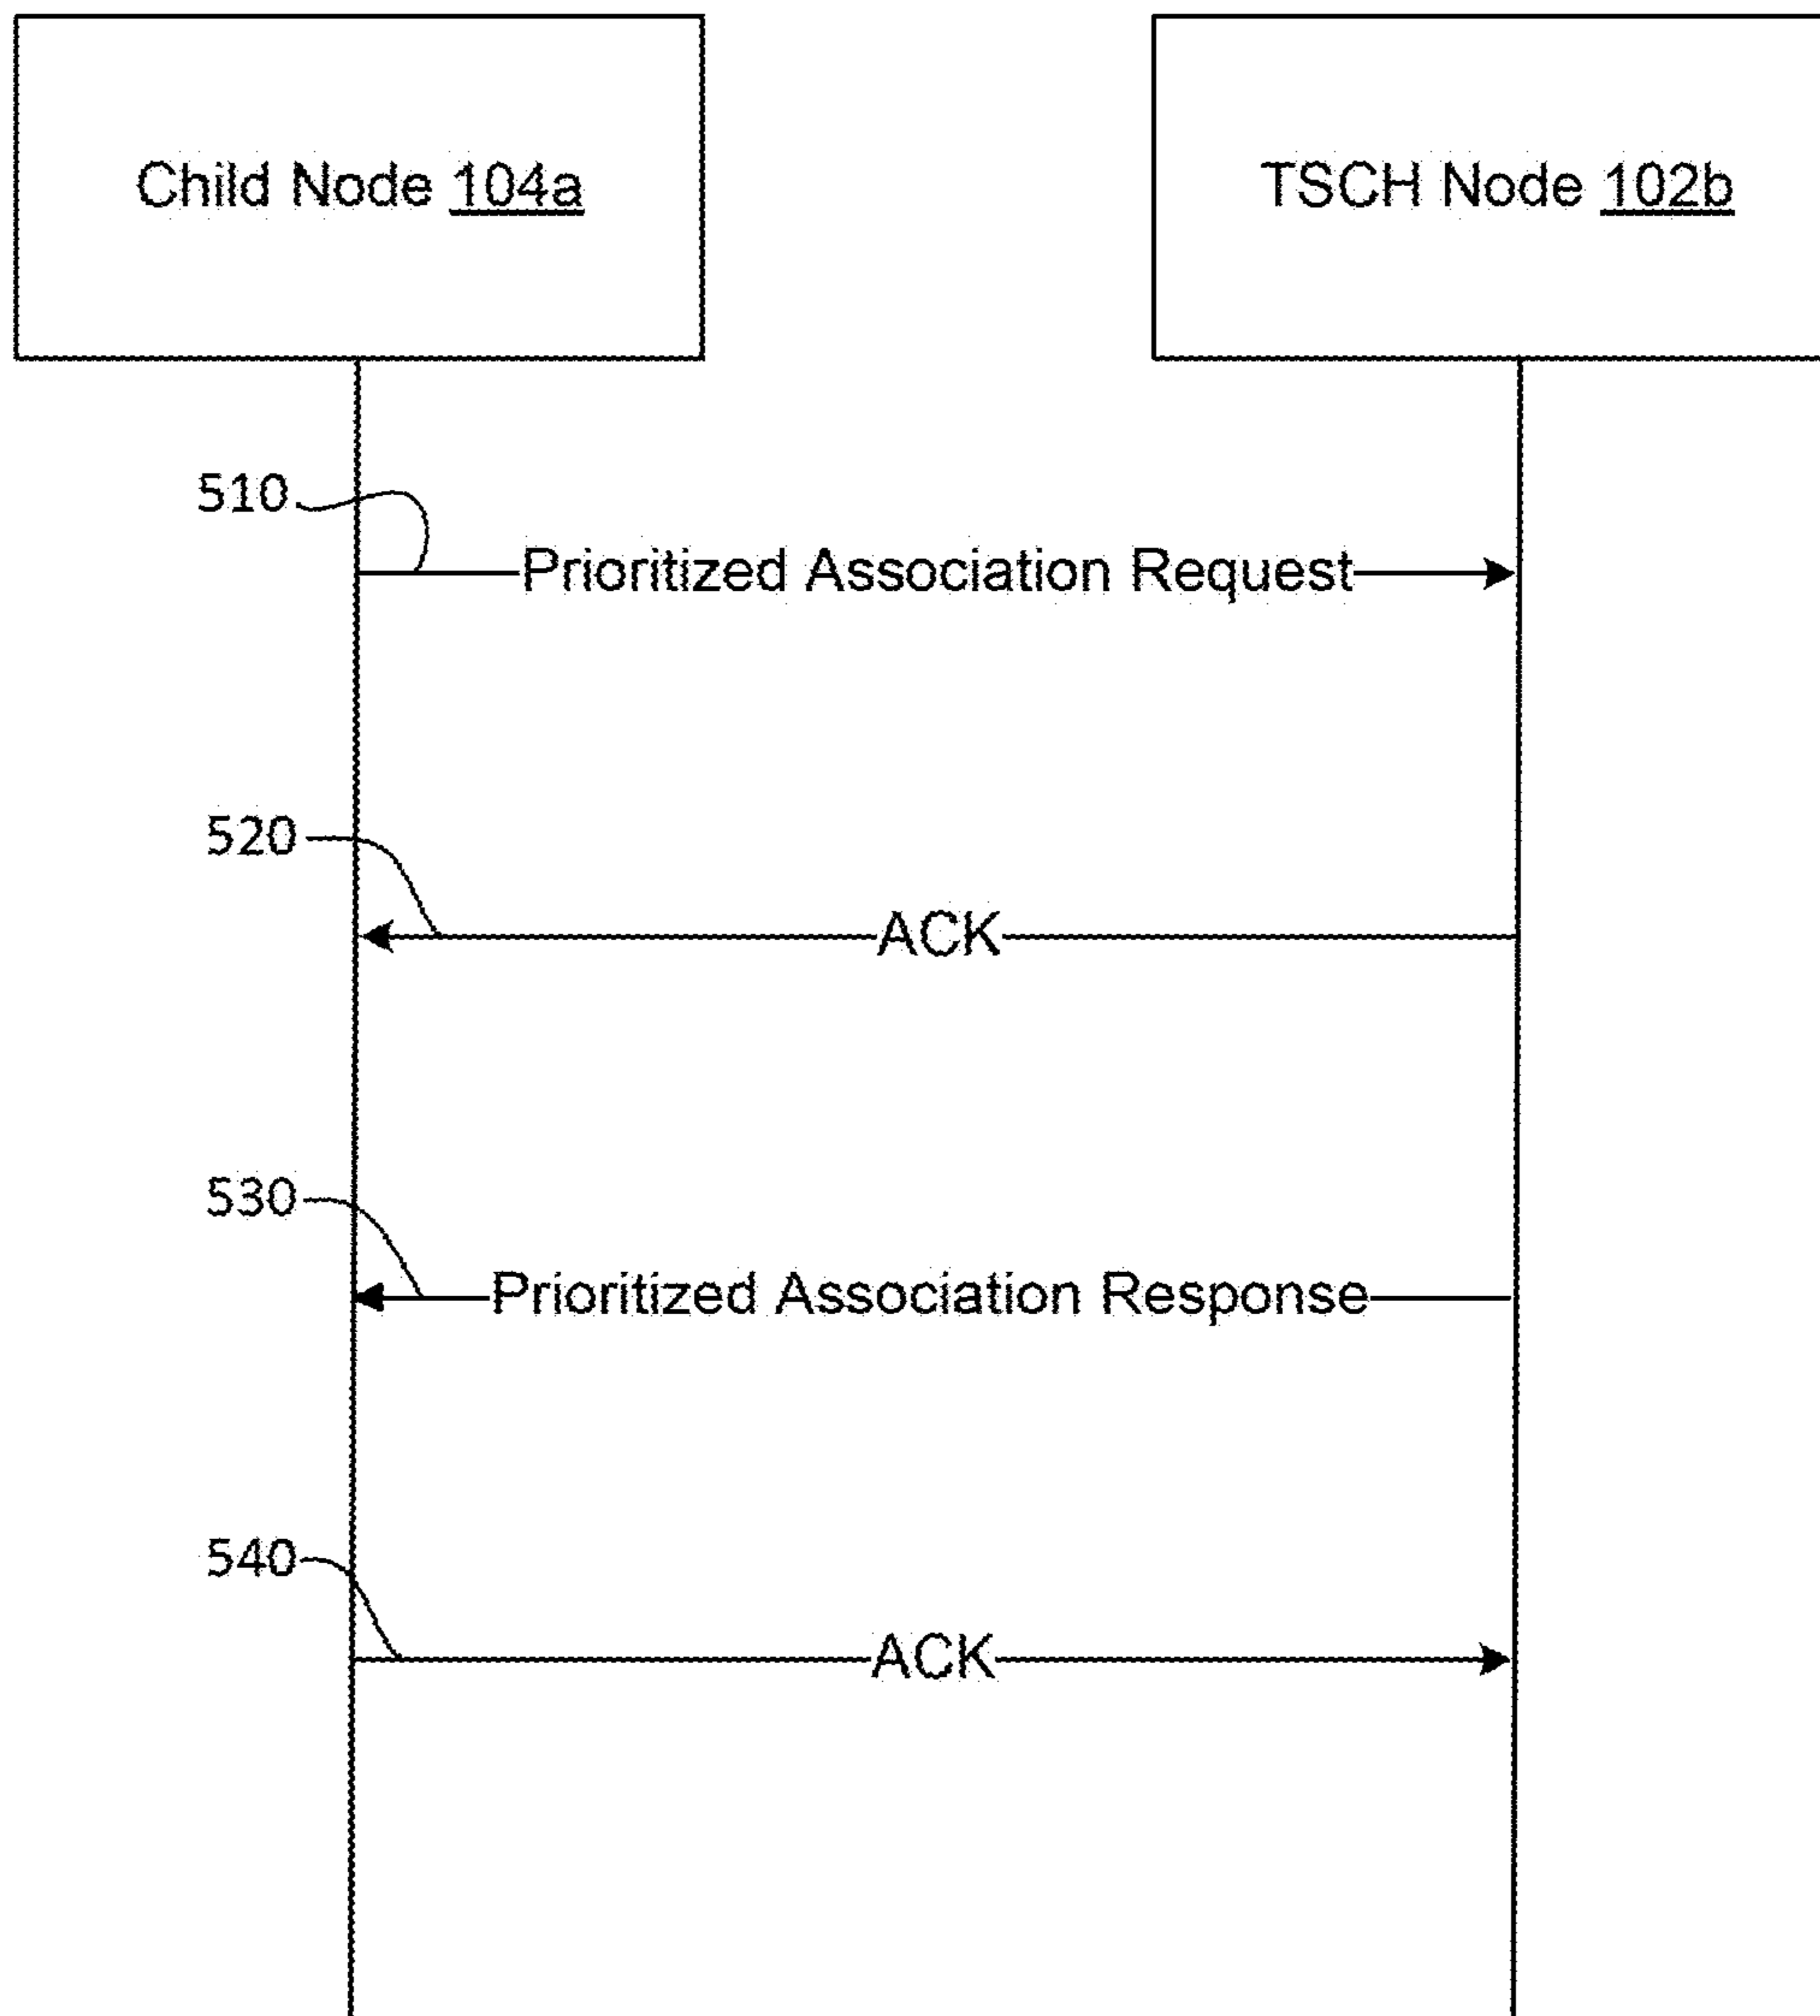 Child Node 104a
TSCH Node 102b
510
Prioritized Association Request
520
ACK
530
Prioritized Association Response
540
ACK